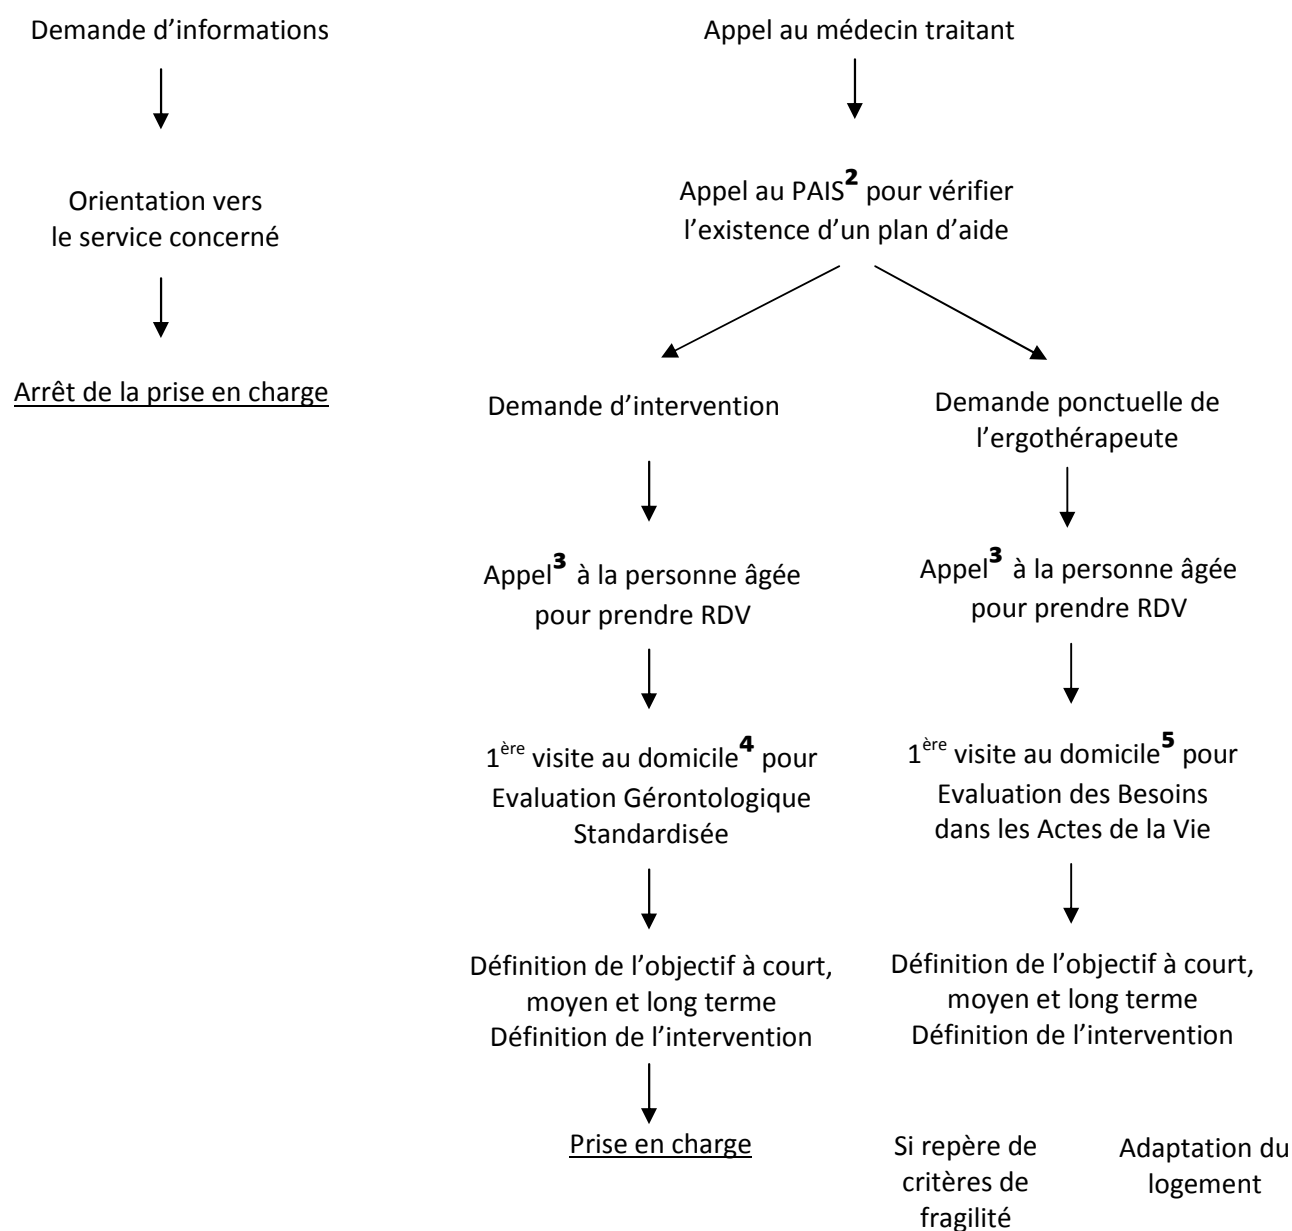 Demande d’informations
Orientation vers
le service concerné
Arrêt de la prise en charge
Appel au médecin traitant
Appel au PAIS² pour vérifier
l’existence d’un plan d’aide
Demande d’intervention
Appel³ à la personne âgée
pour prendre RDV
1ère visite au domicile⁴ pour
Evaluation Gérontologique
Standardisée
Définition de l’objectif à court,
moyen et long terme
Définition de l’intervention
Prise en charge
Demande ponctuelle de
l’ergothérapeute
Appel³ à la personne âgée
pour prendre RDV
1ère visite au domicile⁵ pour
Evaluation des Besoins
dans les Actes de la Vie
Définition de l’objectif à court,
moyen et long terme
Définition de l’intervention
Si repère de
critères de
fragilité
Adaptation du
logement